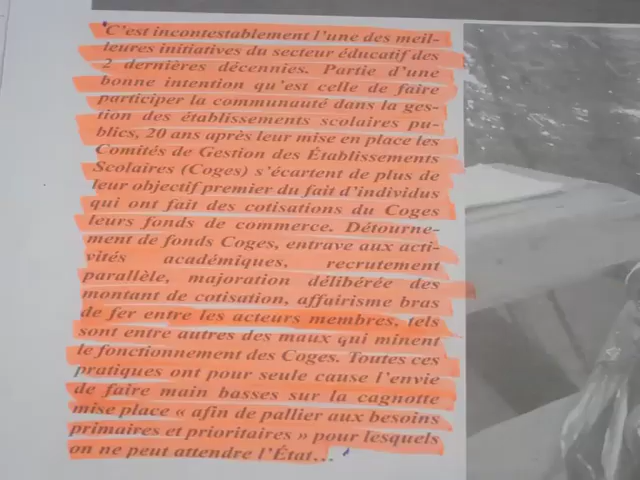 C'est incontestablement l'une des meil-
leures initiatives du secteur éducatif des
2 dernières décennies. Partie d'une
bonne intention qu'est celle de faire
participer la communauté dans la ges-
tion des établissements scolaires pu-
blics, 20 ans après leur mise en place les
Comités de Gestion des Établissements
Scolaires (Coges) s'écartent de plus de
leur objectif premier du fait d'individus
qui ont fait des cotisations du Coges
leurs fonds de commerce. Détourne-
ment de fonds Coges, entrave aux acti-
vités académiques, recrutement
parallèle, majoration délibérée des
montant de cotisation, affairisme bras
de fer entre les acteurs membres, tels
sont entre autres des maux qui minent
le fonctionnement des Coges. Toutes ces
pratiques ont pour seule cause l'envie
de faire main basses sur la cagnotte
mise place « afin de pallier aux besoins
primaires et prioritaires » pour lesquels
on ne peut attendre l'État...